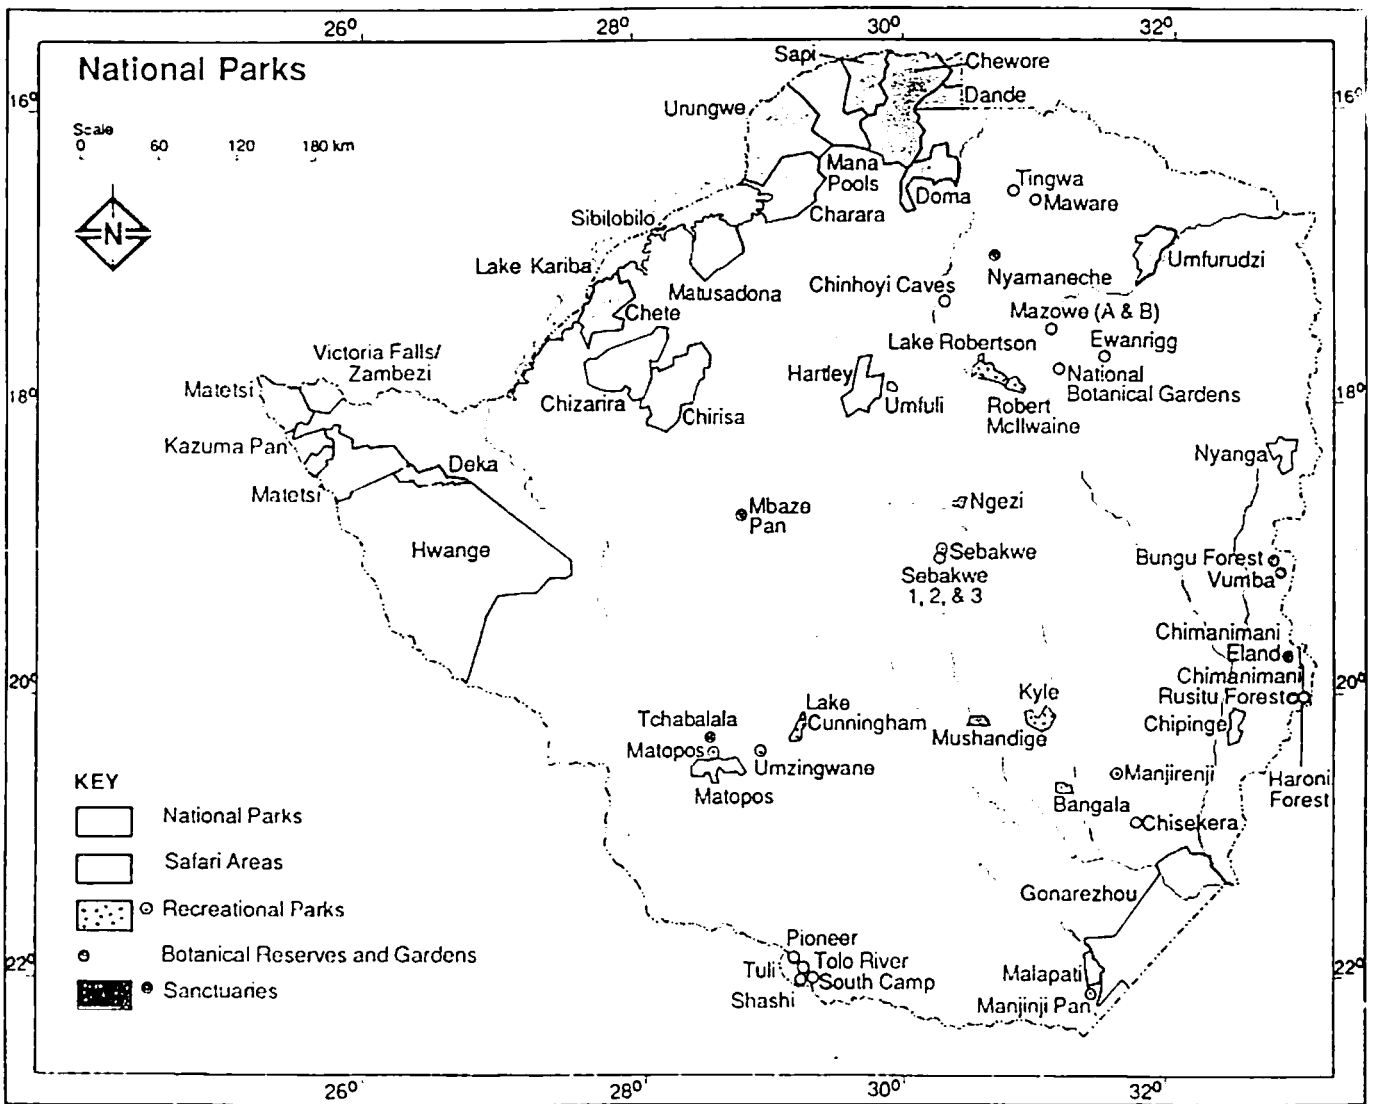 26°
28°
30°
32°
National Parks
Scale
0 60 120 180 km
N
16°
16°
Sapi
Chewore
Dande
Urungwe
Mana
Pools
Doma
Tingwa
Maware
Charara
Sibilobilo
Umfurudzi
Lake Kariba
Matusadona
Nyamaneche
Chinhoyi Caves
Chete
Mazowe (A & B)
Ewanrigg
Lake Robertson
Victoria Falls/
Zambezi
Hartley
National
Botanical Gardens
Matetsi
18°
18°
Chizarira
Chirisa
Umfuli
Robert
McIlwaine
Kazuma Pan
Deka
Nyanga
Matetsi
Mbaze
Pan
Ngezi
Hwange
Sebakwe
Sebakwe
1, 2, & 3
Bungu Forest
Vumba
Chimanimani
Eland
Chimanimani
20°
20°
Rusitu Forest
Kyle
Lake
Cunningham
Tchabalala
Mushandige
Chipinge
Matopos
Umzingwane
Matopos
Manjirenji
Haroni
Forest
Bangala
Chisekera
KEY
National Parks
Safari Areas
Recreational Parks
Botanical Reserves and Gardens
Sanctuaries
Gonarezhou
Pioneer
Tuli
Tolo River
South Camp
Shashi
Malapati
Manjinji Pan
22°
22°
26°
28°
30°
32°